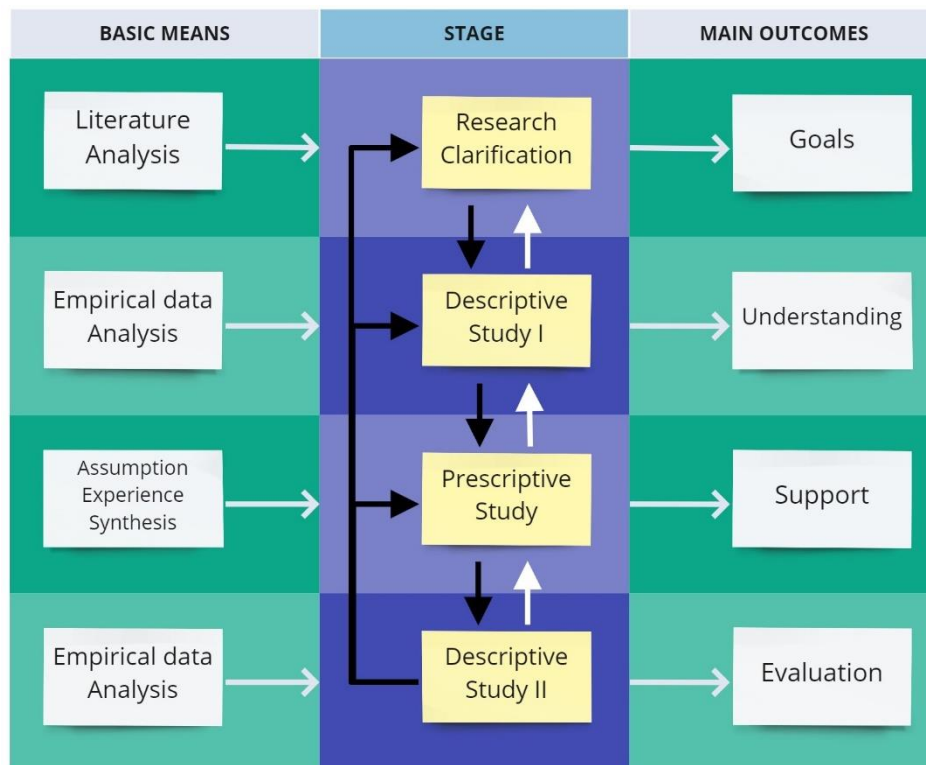 BASIC MEANS
STAGE
MAIN OUTCOMES
Literature
Analysis
Research
Clarification
Goals
Empirical data
Analysis
Descriptive
Study I
Understanding
Assumption
Experience
Synthesis
Prescriptive
Study
Support
Empirical data
Analysis
Descriptive
Study II
Evaluation